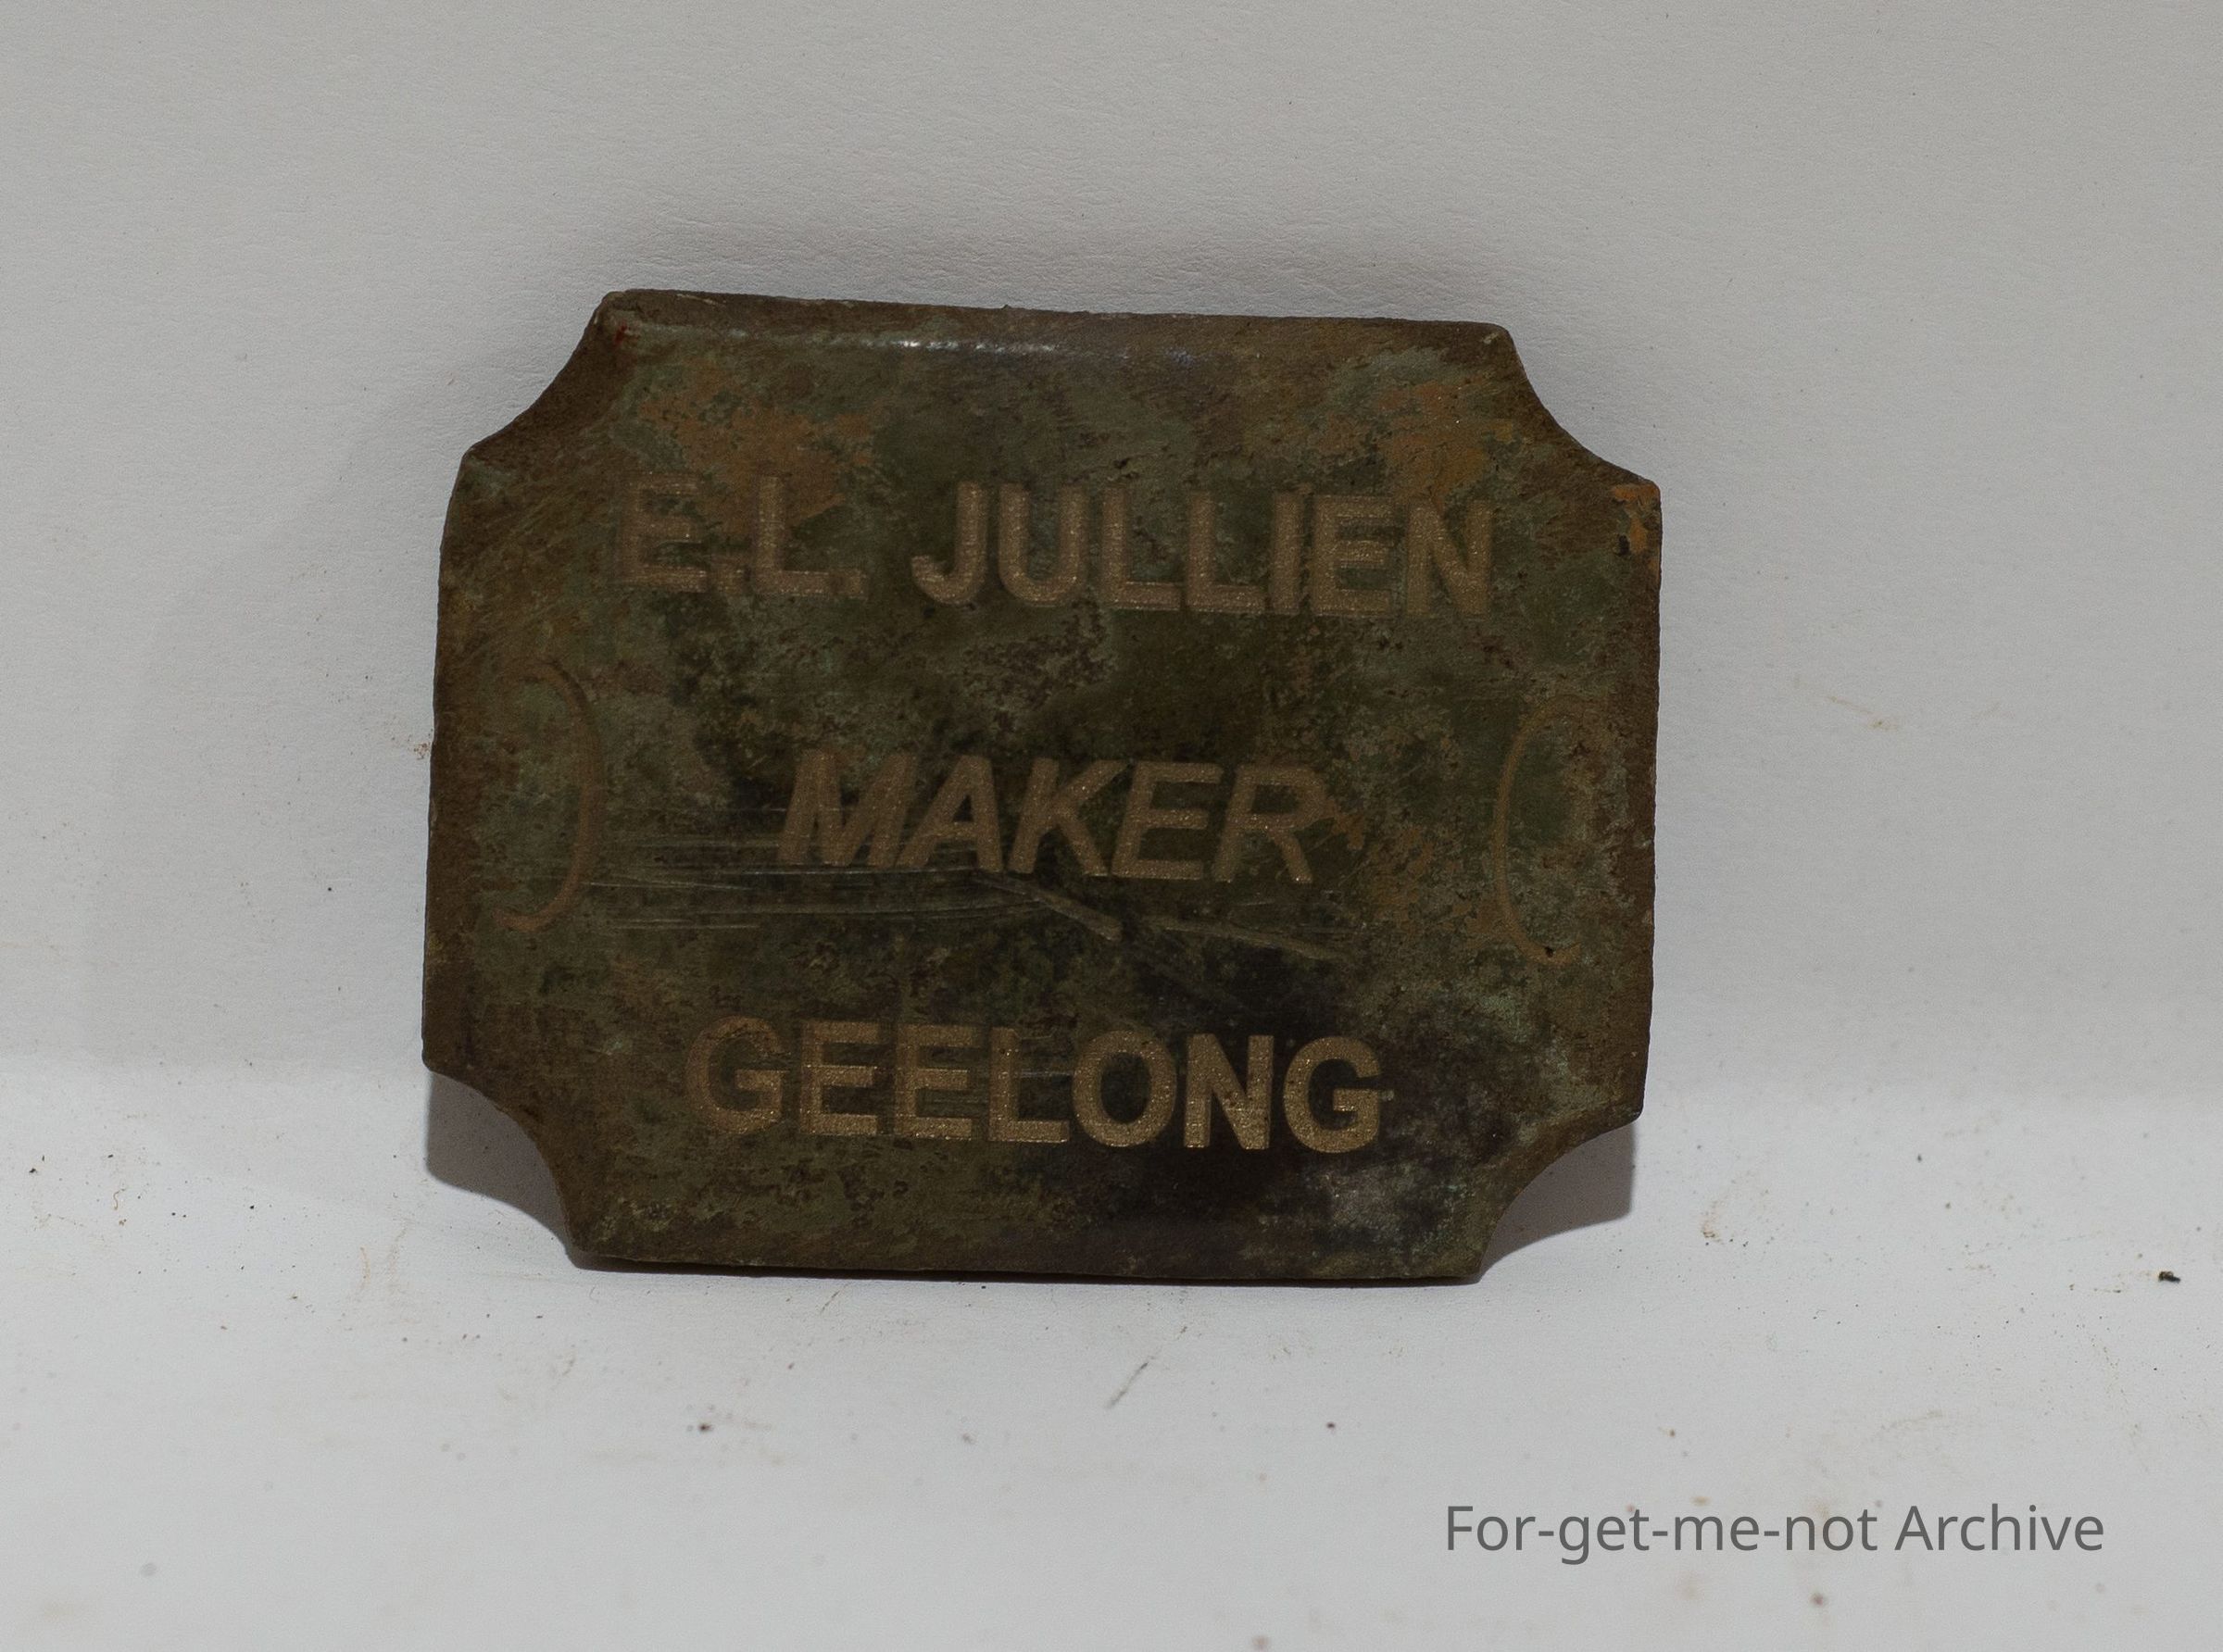 E.L. JULLIEN
MAKER
GEELONG
For-get-me-not Archive